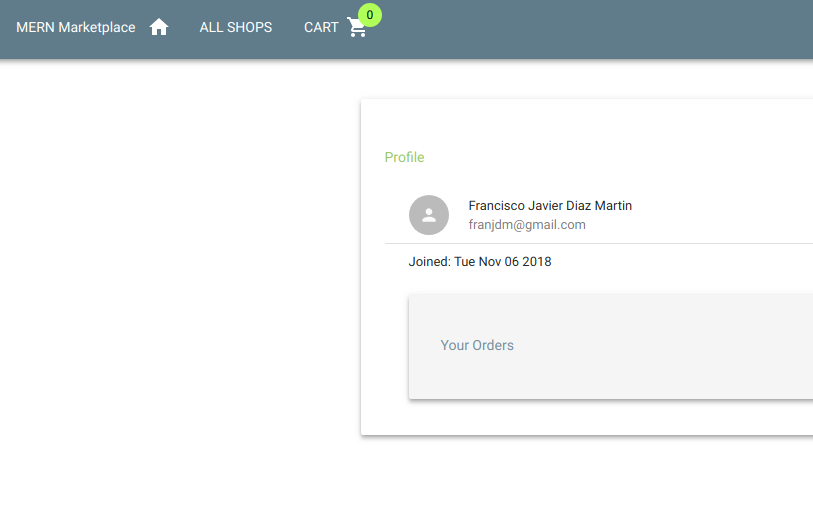 MERN Marketplace ALL SHOPS CART 0
Profile
Francisco Javier Diaz Martin
franjdm@gmail.com
Joined: Tue Nov 06 2018
Your Orders